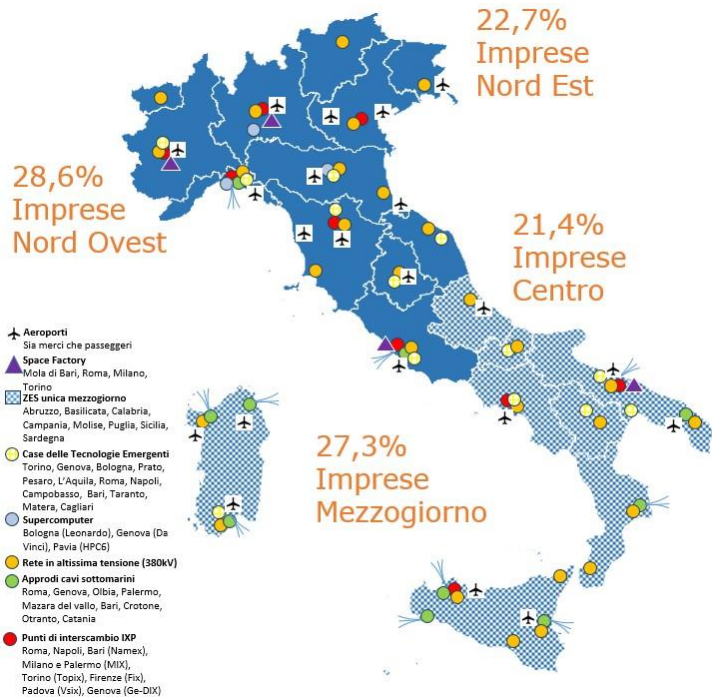 22,7%
Imprese
Nord Est
28,6%
Imprese
Nord Ovest
21,4%
Imprese
Centro
27,3%
Imprese
Mezzogiorno
Aeroporti
Sia merci che passeggeri
Space Factory
Mola di Bari, Roma, Milano,
Torino
ZES unica mezzogiorno
Abruzzo, Basilicata, Calabria,
Campania, Molise, Puglia, Sicilia,
Sardegna
Case delle Tecnologie Emergenti
Torino, Genova, Bologna, Prato,
Pesaro, L'Aquila, Roma, Napoli,
Campobasso, Bari, Taranto,
Matera, Cagliari
Supercomputer
Bologna (Leonardo), Genova (Da
Vinci), Pavia (HPC6)
Rete in altissima tensione (380kV)
Approdi cavi sottomarini
Roma, Genova, Olbia, Palermo,
Mazara del vallo, Bari, Crotone,
Otranto, Catania
Punti di interscambio IXP
Roma, Napoli, Bari (Namex),
Milano e Palermo (MIX),
Torino (Topix), Firenze (Fix),
Padova (Vsix), Genova (Ge-DIX)